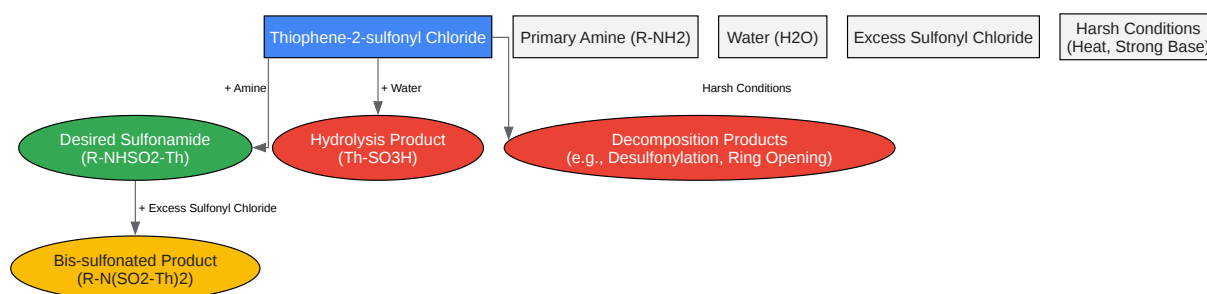 Thiophene-2-sulfonyl Chloride
Primary Amine (R-NH2)
Water (H2O)
Excess Sulfonyl Chloride
Harsh Conditions
(Heat, Strong Base)
+ Amine
+ Water
Harsh Conditions
Desired Sulfonamide
(R-NHSO2-Th)
Hydrolysis Product
(Th-SO3H)
Decomposition Products
(e.g., Desulfonylation, Ring Opening)
+ Excess Sulfonyl Chloride
Bis-sulfonated Product
(R-N(SO2-Th)2)